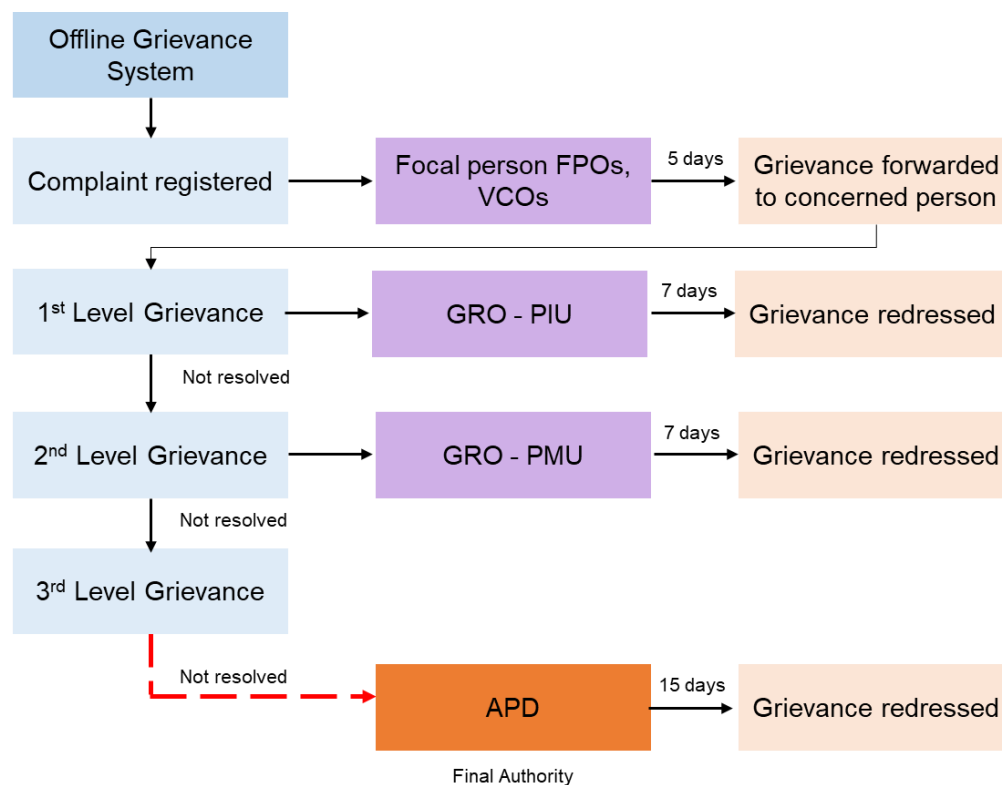 Offline Grievance
System
Complaint registered
Focal person FPOs,
VCOs
5 days
Grievance forwarded
to concerned person
1st Level Grievance
GRO - PIU
7 days
Grievance redressed
Not resolved
2nd Level Grievance
GRO - PMU
7 days
Grievance redressed
Not resolved
3rd Level Grievance
Not resolved
APD
15 days
Grievance redressed
Final Authority